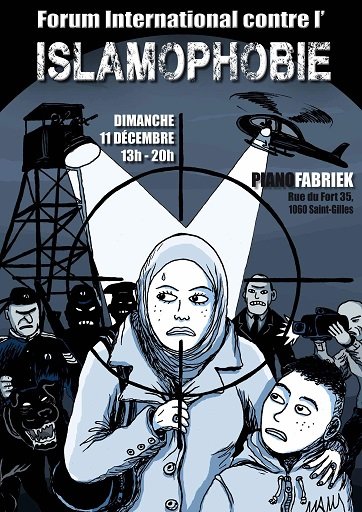 Forum International contre l'
ISLAMOPHOBIE
DIMANCHE
11 DÉCEMBRE
13h - 20h
PIANOFABRIEK
Rue du Fort 35,
1060 Saint-Gilles